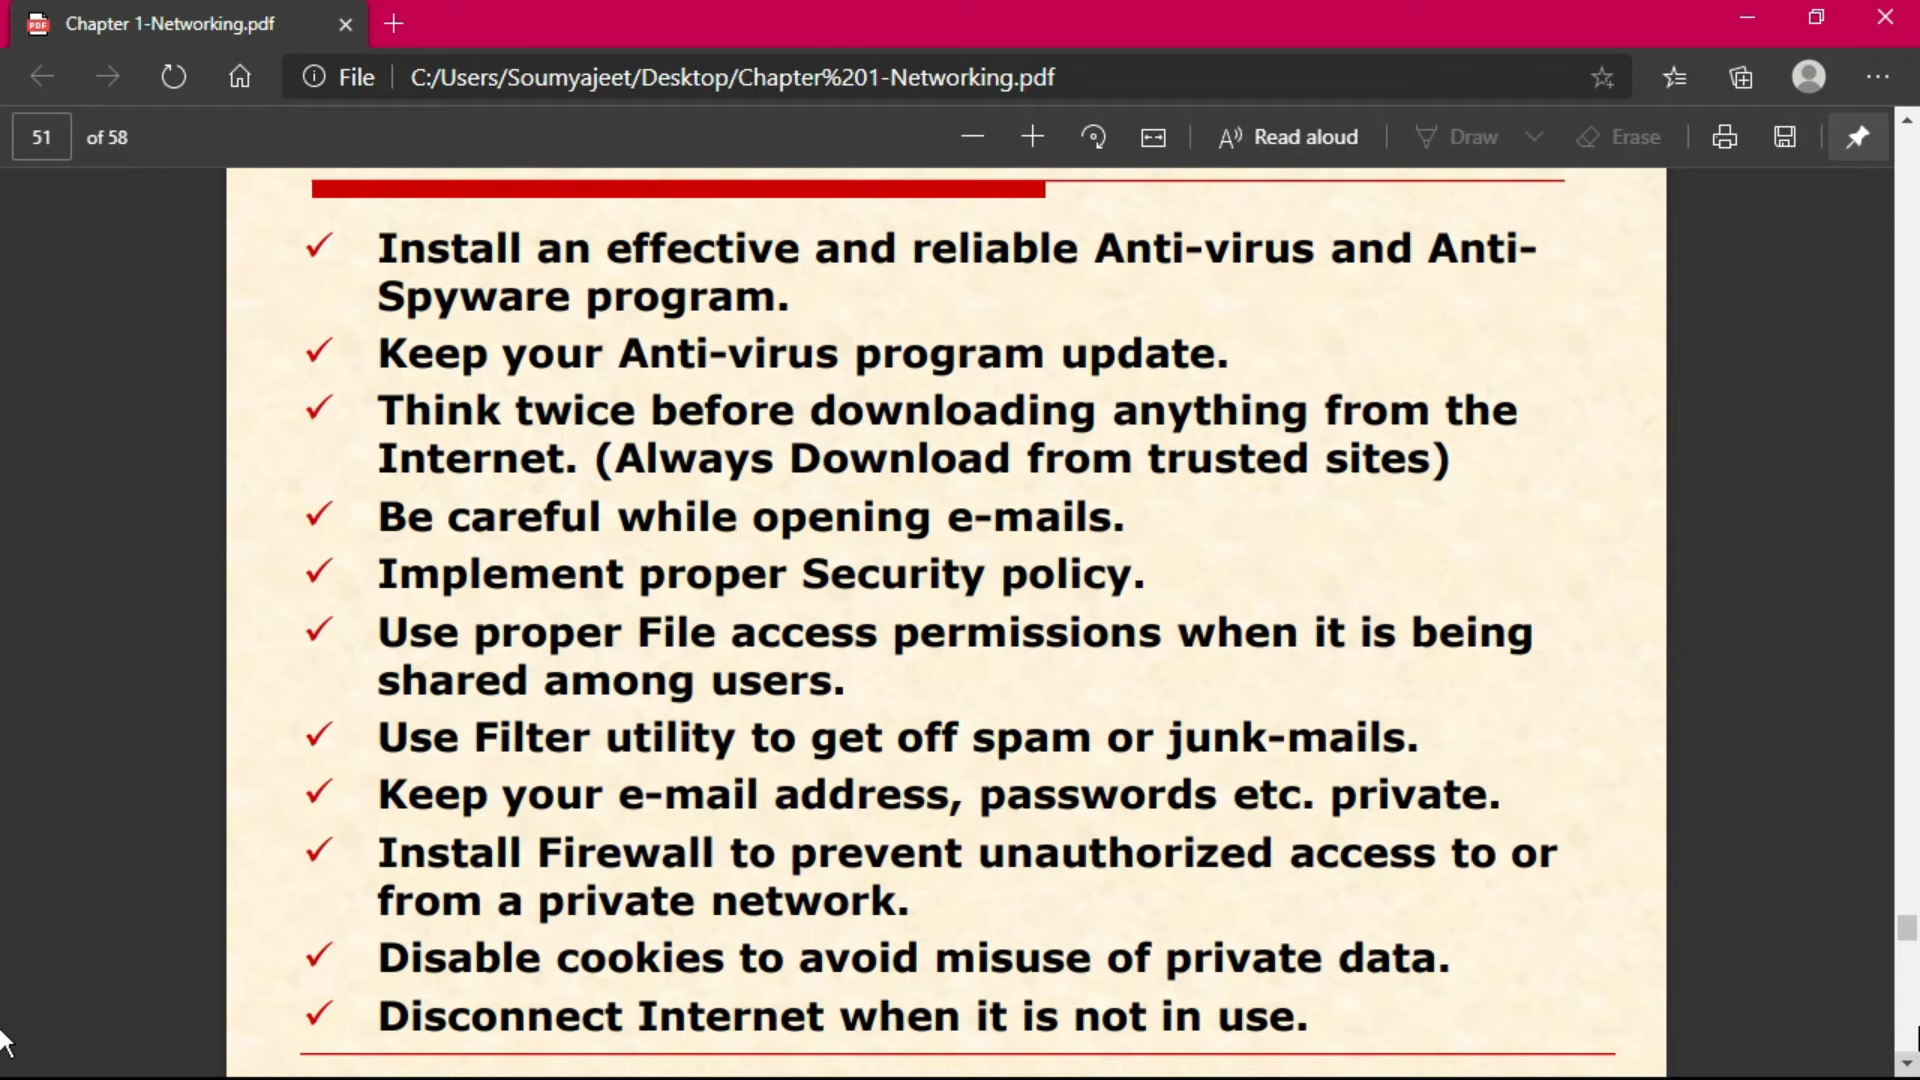 Chapter 1-Networking.pdf
File C:/Users/Soumyajeet/Desktop/Chapter%201-Networking.pdf
51 of 58 Read aloud Draw Erase
Install an effective and reliable Anti-virus and Anti-
Spyware program.
Keep your Anti-virus program update.
Think twice before downloading anything from the
Internet. (Always Download from trusted sites)
Be careful while opening e-mails.
Implement proper Security policy.
Use proper File access permissions when it is being
shared among users.
Use Filter utility to get off spam or junk-mails.
Keep your e-mail address, passwords etc. private.
Install Firewall to prevent unauthorized access to or
from a private network.
Disable cookies to avoid misuse of private data.
Disconnect Internet when it is not in use.